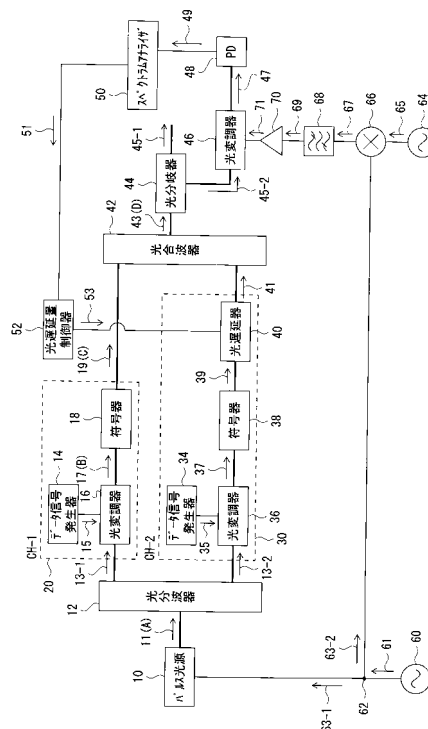 CH-1
20
データ信号
発生器
14
15
16
光変調器
17(B)
符号器
18
19(C)
13-1
光遅延量
制御器
52
53
51
スペクトラムアナライザ
50
49
PD
48
47
光変調器
46
45-1
光分岐器
44
45-2
43(D)
光合波器
42
41
光遅延器
40
39
符号器
38
37
CH-2
データ信号
発生器
34
35
光変調器
36
30
13-2
光分波器
12
11(A)
パルス光源
10
63-1
63-2
62
61
60
71
70
69
68
67
66
65
64